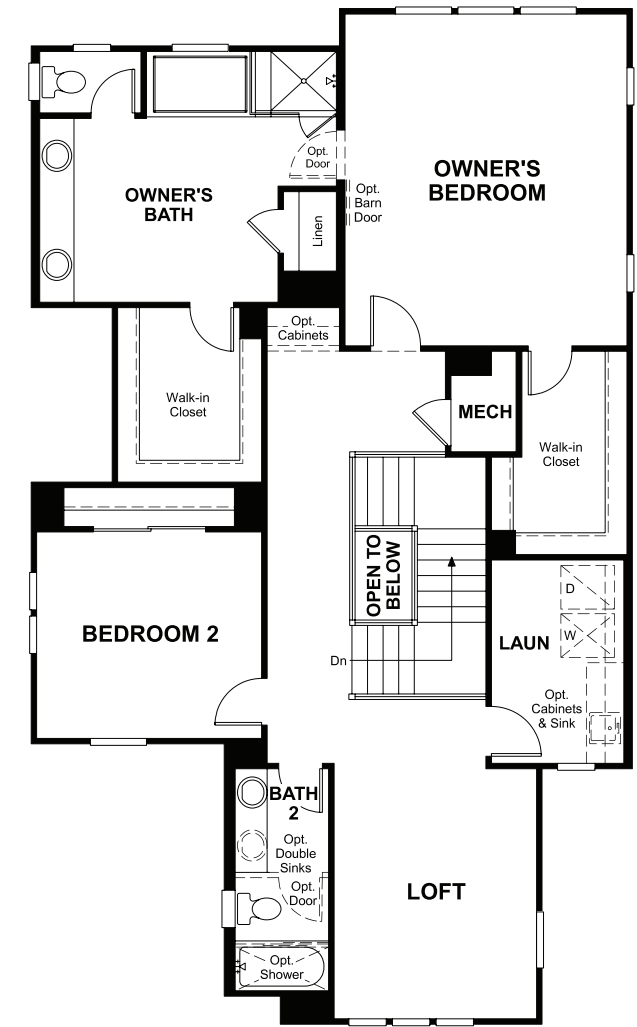 Opt.
Door
OWNER'S
BEDROOM
OWNER'S
BATH
Opt.
Barn
Door
Linen
Opt.
Cabinets
Walk-in
Closet
MECH
Walk-in
Closet
OPEN TO
BELOW
D
W
BEDROOM 2
LAUN
Dn
Opt.
Cabinets
& Sink
BATH
2
Opt.
Double
Sinks
Opt.
Door
LOFT
Opt.
Shower